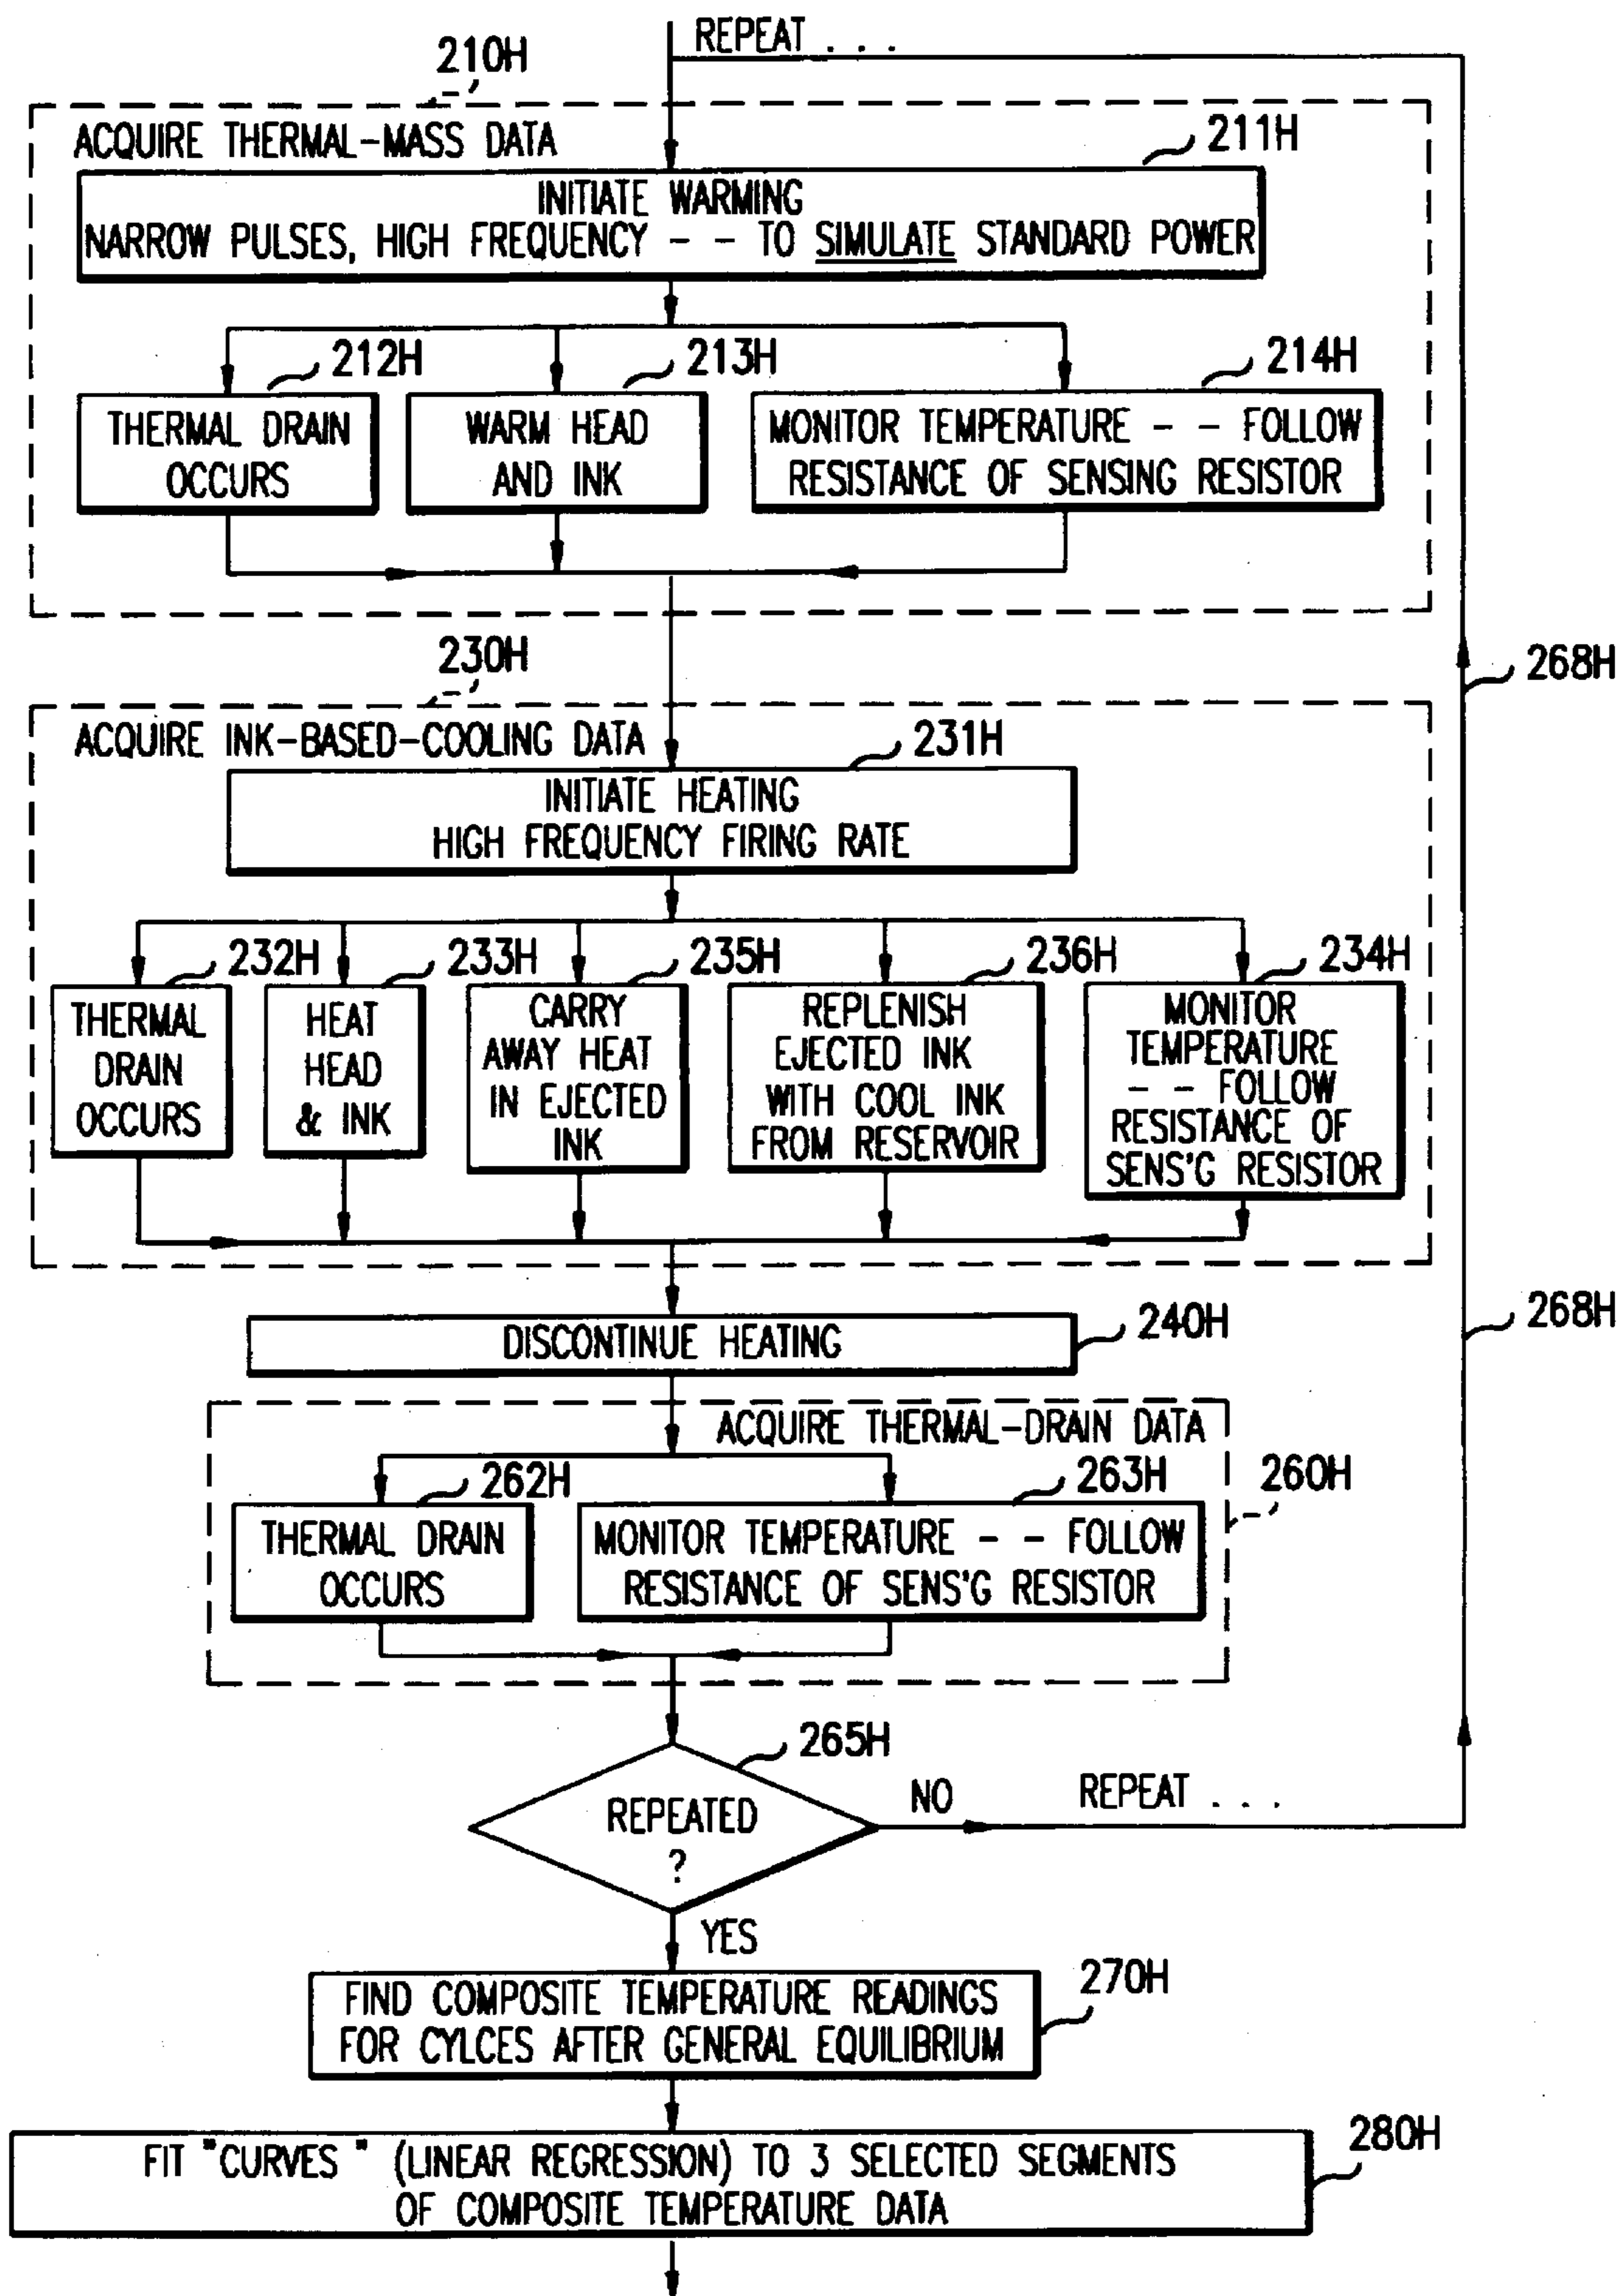 REPEAT . . .
210H
ACQUIRE THERMAL-MASS DATA
211H
INITIATE WARMING
NARROW PULSES, HIGH FREQUENCY - - TO SIMULATE STANDARD POWER
212H
213H
214H
THERMAL DRAIN
OCCURS
WARM HEAD
AND INK
MONITOR TEMPERATURE - - FOLLOW
RESISTANCE OF SENSING RESISTOR
230H
268H
ACQUIRE INK-BASED-COOLING DATA
231H
INITIATE HEATING
HIGH FREQUENCY FIRING RATE
232H
233H
235H
236H
234H
THERMAL
DRAIN
OCCURS
HEAT
HEAD
& INK
CARRY
AWAY HEAT
IN EJECTED
INK
REPLENISH
EJECTED INK
WITH COOL INK
FROM RESERVOIR
MONITOR
TEMPERATURE
- - FOLLOW
RESISTANCE OF
SENS'G RESISTOR
268H
240H
DISCONTINUE HEATING
ACQUIRE THERMAL-DRAIN DATA
260H
262H
263H
THERMAL DRAIN
OCCURS
MONITOR TEMPERATURE - - FOLLOW
RESISTANCE OF SENS'G RESISTOR
265H
REPEATED
?
NO
REPEAT . . .
YES
270H
FIND COMPOSITE TEMPERATURE READINGS
FOR CYLCES AFTER GENERAL EQUILIBRIUM
280H
FIT "CURVES " (LINEAR REGRESSION) TO 3 SELECTED SEGMENTS
OF COMPOSITE TEMPERATURE DATA